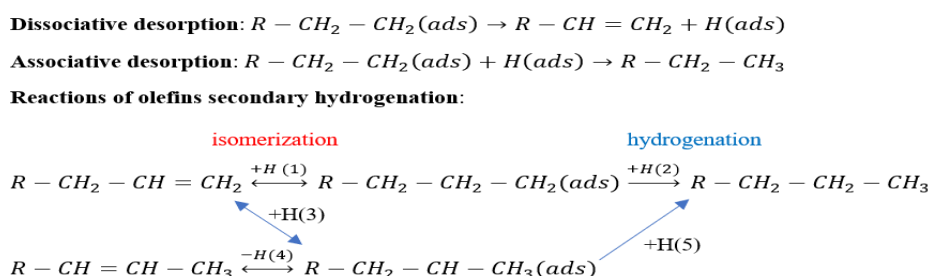 Dissociative desorption: R − CH₂ − CH₂(ads) → R − CH = CH₂ + H(ads)
Associative desorption: R − CH₂ − CH₂(ads) + H(ads) → R − CH₂ − CH₃
Reactions of olefins secondary hydrogenation:
isomerization hydrogenation
+H (1) +H(2)
R − CH₂ − CH = CH₂ ⟷ R − CH₂ − CH₂ − CH₂(ads) ⟶ R − CH₂ − CH₂ − CH₃
+H(3)
+H(5)
−H(4)
R − CH = CH − CH₃ ⟷ R − CH₂ − CH − CH₃(ads)